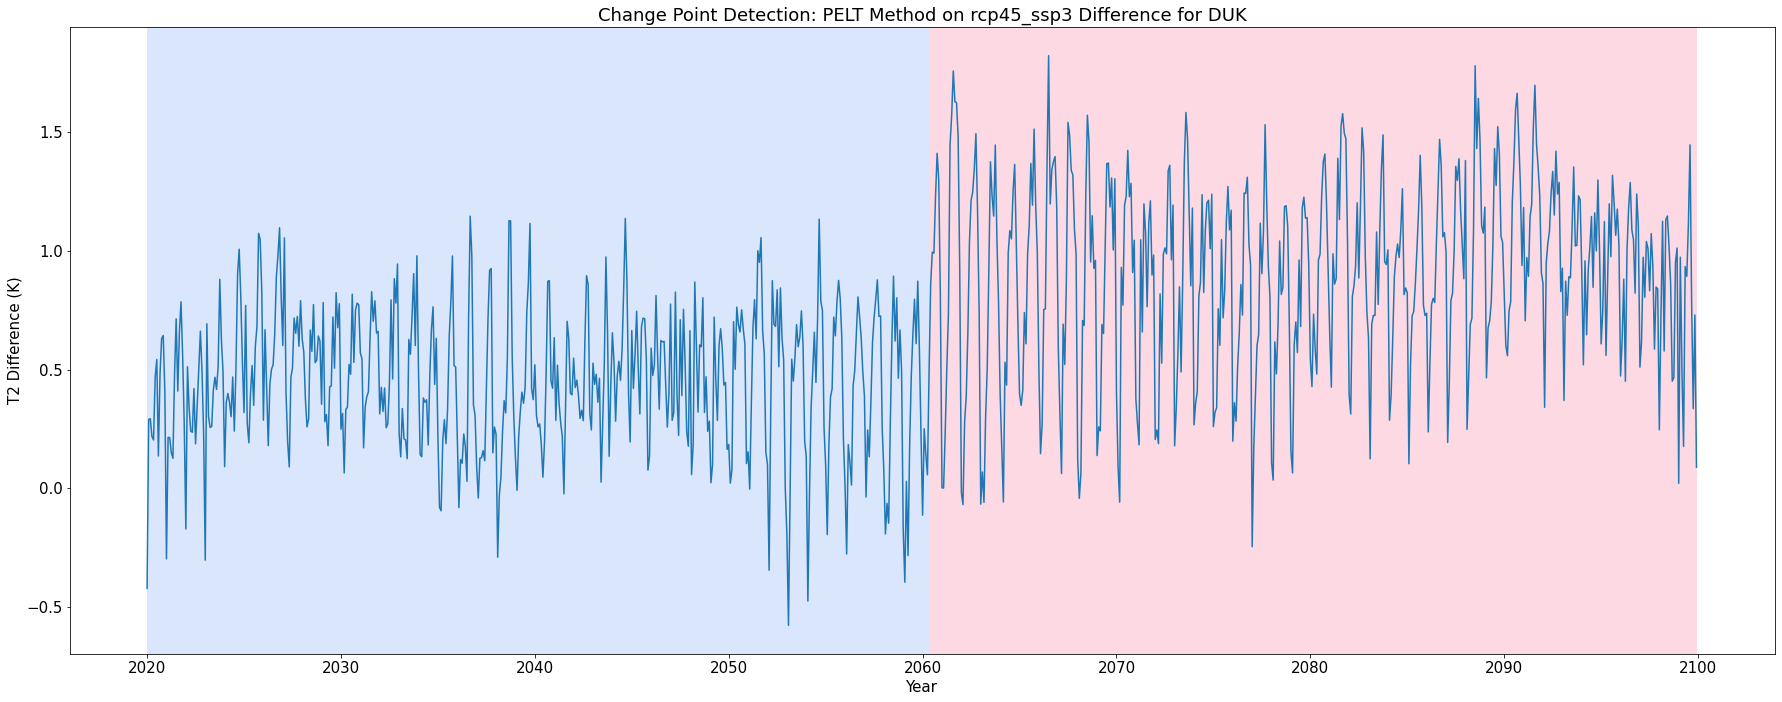 Change Point Detection: PELT Method on rcp45_ssp3 Difference for DUK
T2 Difference (K)
1.5
1.0
0.5
0.0
−0.5
2020 2030 2040 2050 2060 2070 2080 2090 2100
Year